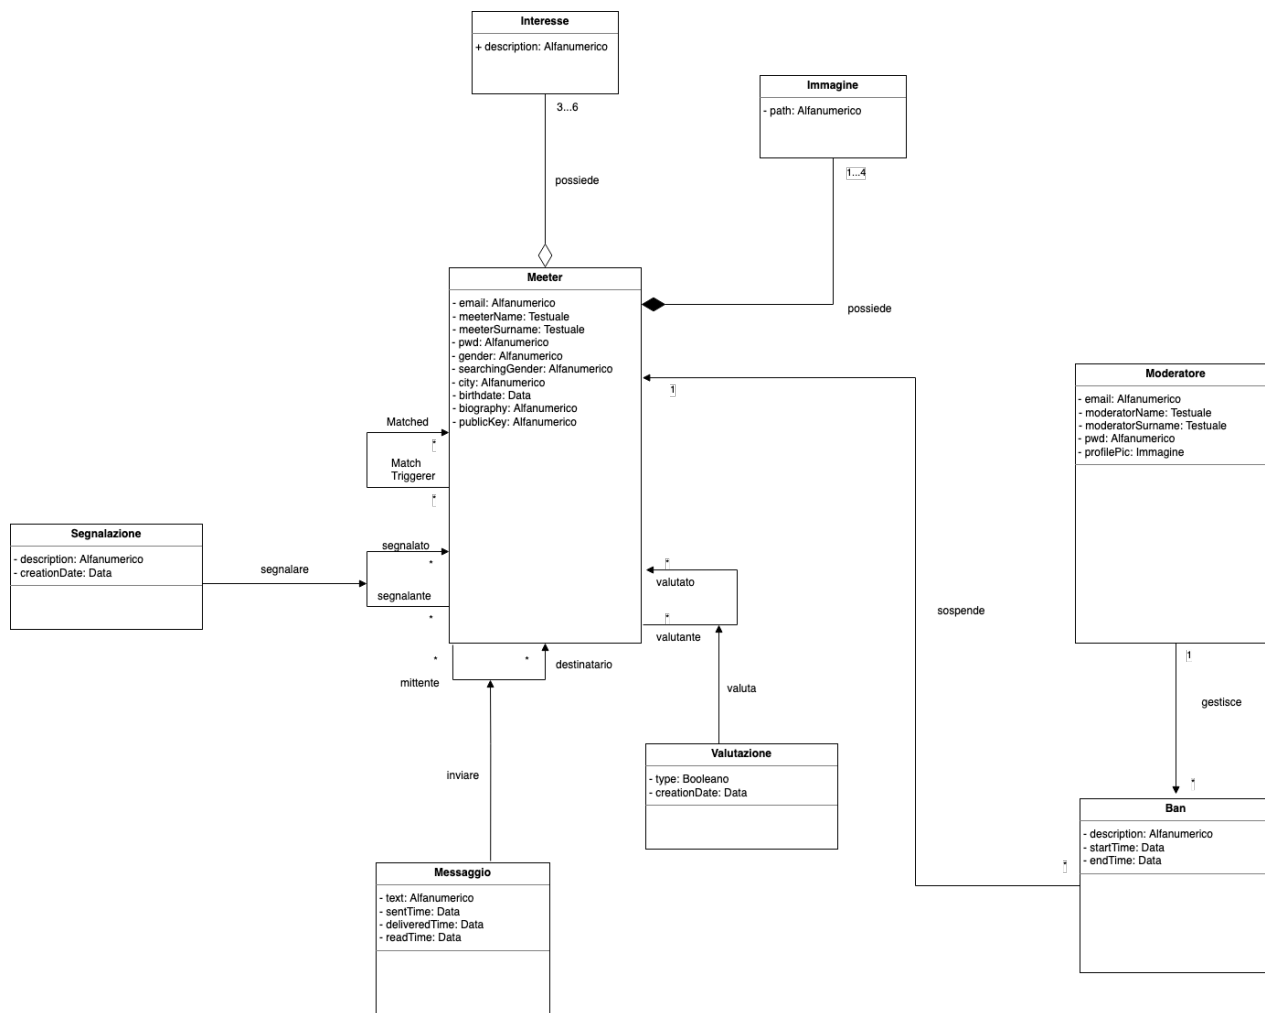 Interesse
+ description: Alfanumerico
3...6
possiede
Immagine
- path: Alfanumerico
1...4
possiede
Meeter
- email: Alfanumerico
- meeterName: Testuale
- meeterSurname: Testuale
- pwd: Alfanumerico
- gender: Alfanumerico
- searchingGender: Alfanumerico
- city: Alfanumerico
- birthdate: Data
- biography: Alfanumerico
- publicKey: Alfanumerico
Matched
*
Match
Triggerer
*
1
Moderatore
- email: Alfanumerico
- moderatorName: Testuale
- moderatorSurname: Testuale
- pwd: Alfanumerico
- profilePic: Immagine
Segnalazione
- description: Alfanumerico
- creationDate: Data
segnalare
segnalato
*
segnalante
*
*
valutato
*
valutante
sospende
*
mittente
*
destinatario
valuta
inviare
1
gestisce
*
Valutazione
- type: Booleano
- creationDate: Data
Messaggio
- text: Alfanumerico
- sentTime: Data
- deliveredTime: Data
- readTime: Data
Ban
- description: Alfanumerico
- startTime: Data
- endTime: Data
*